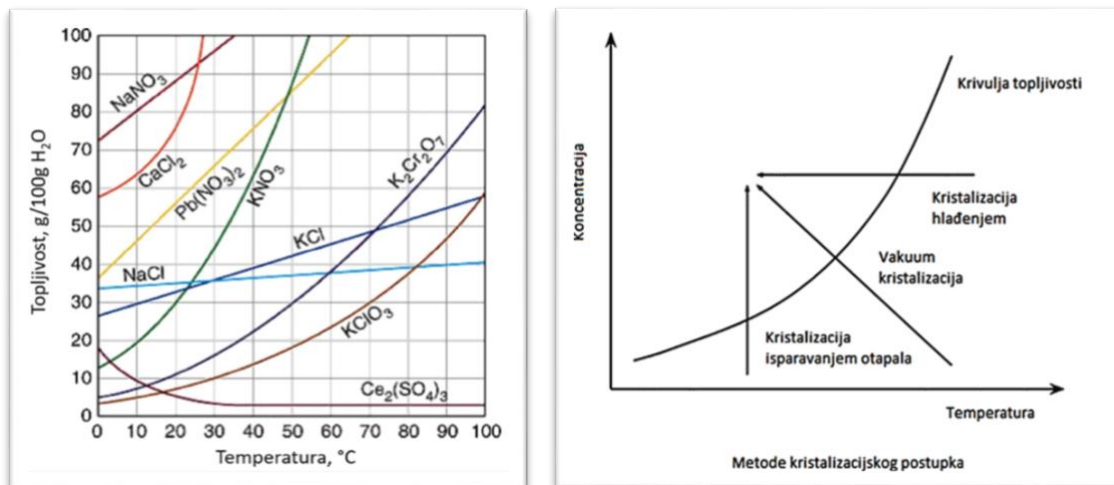 Topljivost, g/100g H₂O
100
90
80
70
60
50
40
30
20
10
0
NaNO₃
CaCl₂
Pb(NO₃)₂
KNO₃
K₂Cr₂O₇
KCl
NaCl
KClO₃
Ce₂(SO₄)₃
0 10 20 30 40 50 60 70 80 90 100
Temperatura, °C
Koncentracija
Krivulja topljivosti
Kristalizacija
hlađenjem
Vakuum
kristalizacija
Kristalizacija
isparavanjem otapala
Temperatura
Metode kristalizacijskog postupka